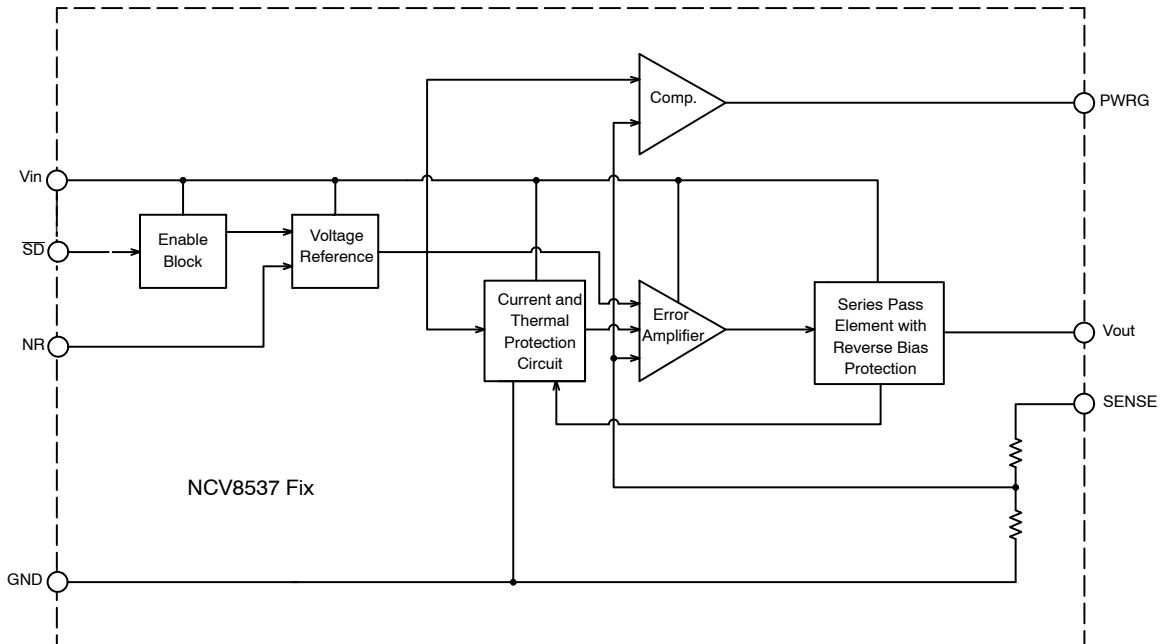 Comp.
PWRG
Vin
Enable
Block
Voltage
Reference
SD
Current and
Thermal
Protection
Circuit
Error
Amplifier
Series Pass
Element with
Reverse Bias
Protection
NR
Vout
SENSE
NCV8537 Fix
GND